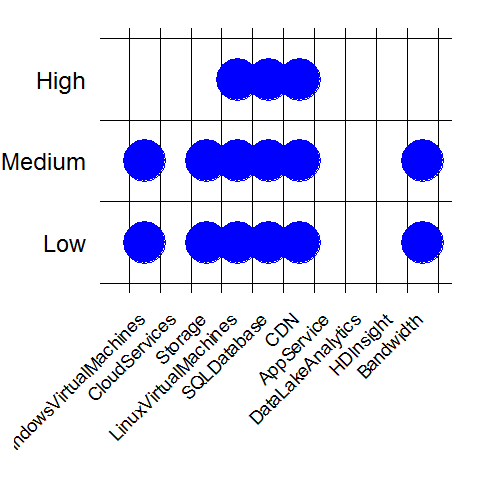 High
Medium
Low
ndowsVirtualMachines
CloudServices
Storage
LinuxVirtualMachines
SQLDatabase
CDN
AppService
DataLakeAnalytics
HDInsight
Bandwidth